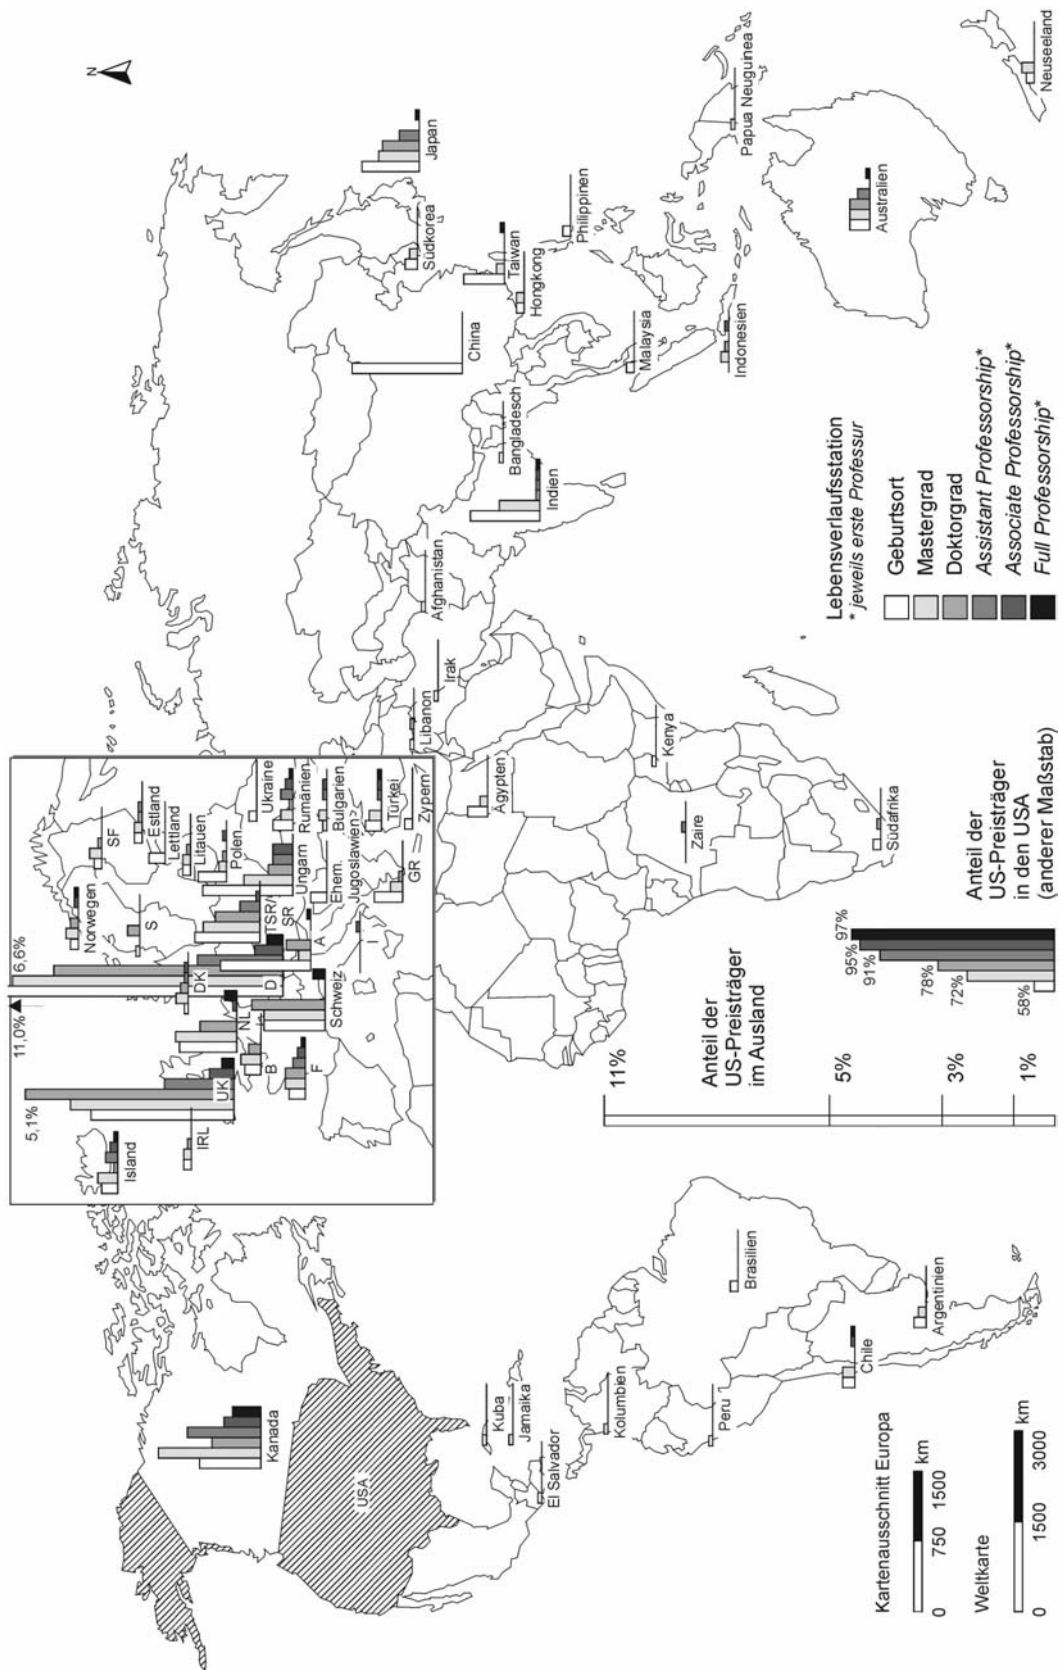 N
Kanada
USA
Kuba
Jamaika
El Salvador
Kolumbien
Peru
Brasilien
Chile
Argentinien
11,0%
6,6%
5,1%
Island
IRL
UK
NL
B
F
DK
D
Schweiz
A
I
Norwegen
S
SF
Estland
Lettland
Litauen
Polen
TSR/
SR
Ungarn
Ehem.
Jugoslawien
Ukraine
Rumänien
Bulgarien
Türkei
GR
Zypern
Libanon
Irak
Ägypten
Kenya
Zaire
Südafrika
Afghanistan
Indien
Bangladesch
China
Hongkong
Taiwan
Südkorea
Japan
Philippinen
Malaysia
Indonesien
Papua Neuguinea
Australien
Neuseeland
Kartenausschnitt Europa
0 750 1500 km
Weltkarte
0 1500 3000 km
Anteil der
US-Preisträger
im Ausland
11%
5%
3%
1%
Anteil der
US-Preisträger
in den USA
(anderer Maßstab)
58%
72%
78%
91%
95%
97%
Lebensverlaufsstation
* jeweils erste Professur
Geburtsort
Mastergrad
Doktorgrad
Assistant Professorship*
Associate Professorship*
Full Professorship*